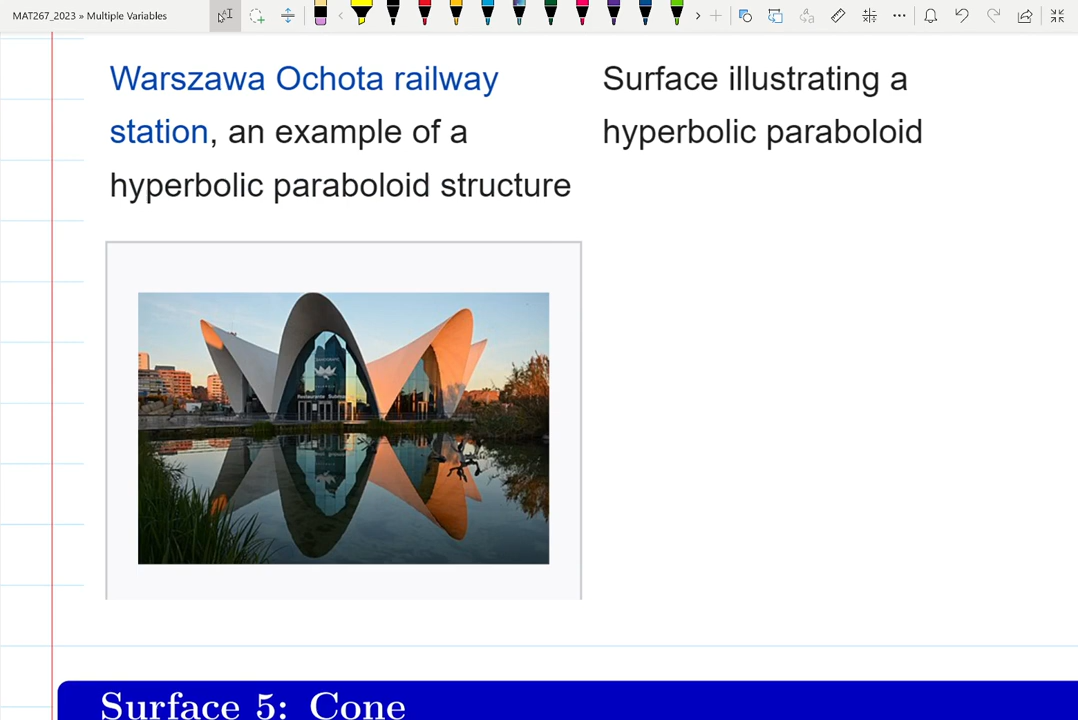 MAT267_2023 » Multiple Variables
Warszawa Ochota railway
station, an example of a
hyperbolic paraboloid structure
Surface illustrating a
hyperbolic paraboloid
Surface 5: Cone